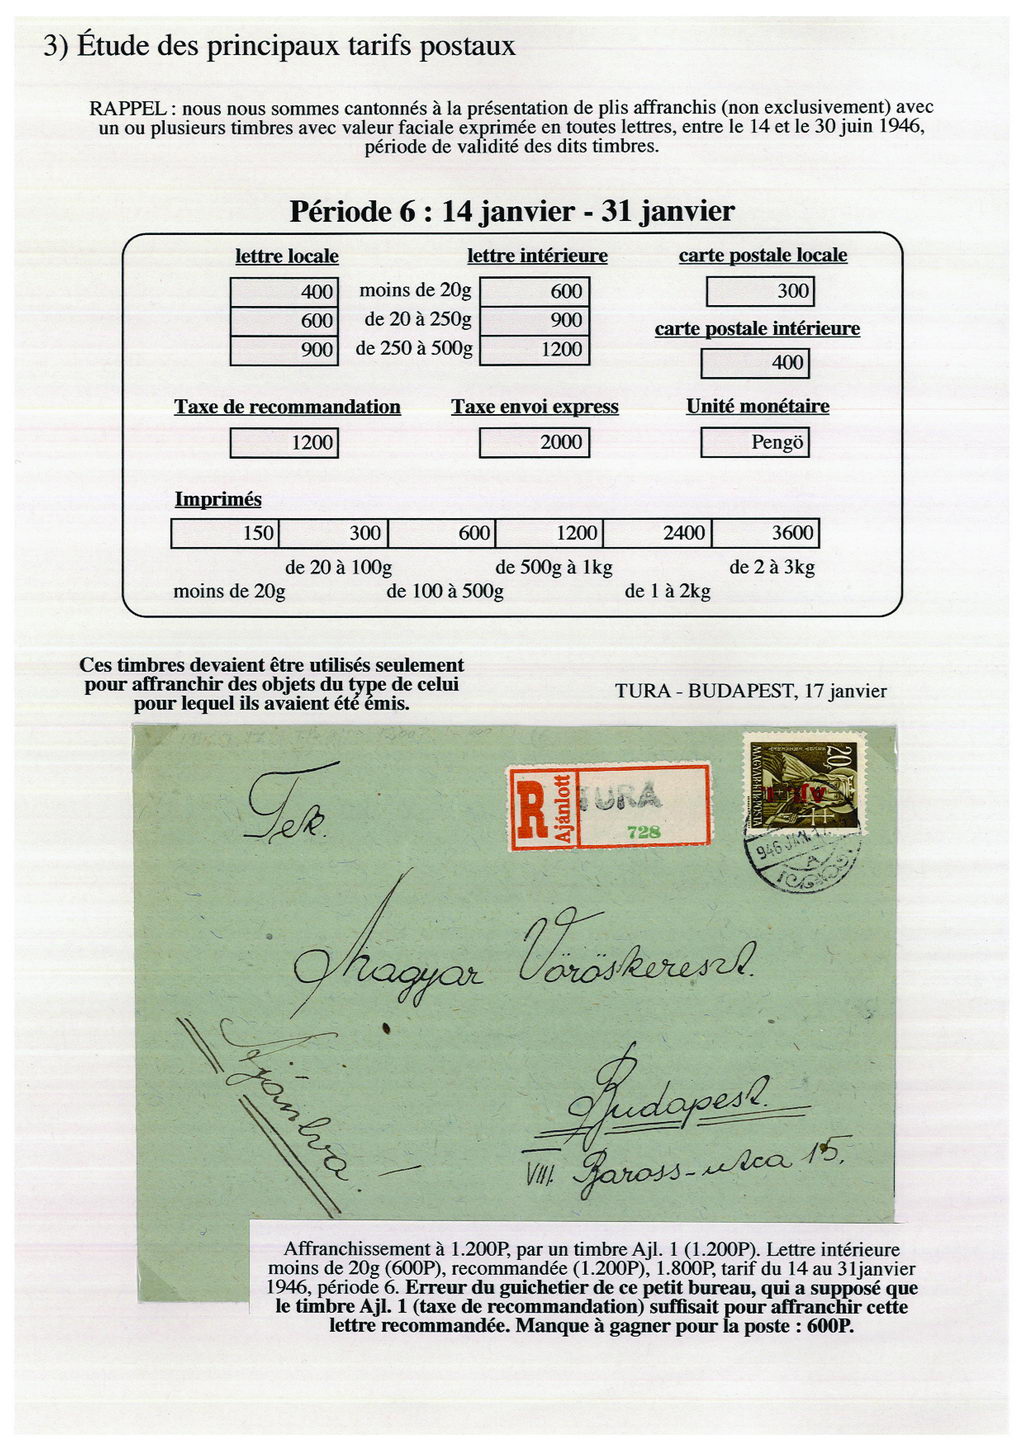 3) Étude des principaux tarifs postaux
RAPPEL : nous nous sommes cantonnés à la présentation de plis affranchis (non exclusivement) avec
un ou plusieurs timbres avec valeur faciale exprimée en toutes lettres, entre le 14 et le 30 juin 1946,
période de validité des dits timbres.
Période 6 : 14 janvier - 31 janvier
lettre locale lettre intérieure carte postale locale
400 moins de 20g 600 300
600 de 20 à 250g 900 carte postale intérieure
900 de 250 à 500g 1200 400
Taxe de recommandation Taxe envoi express Unité monétaire
1200 2000 Pengö
Imprimés
150 300 600 1200 2400 3600
de 20 à 100g de 500g à 1kg de 2 à 3kg
moins de 20g de 100 à 500g de 1 à 2kg
Ces timbres devaient être utilisés seulement
pour affranchir des objets du type de celui
pour lequel ils avaient été émis.
TURA - BUDAPEST, 17 janvier
20
MAGYAR POSTA
Ajl. 1
R Ajánlott
TURA
728
946 JAN. 17
A
Tek.
Magyar Vöröskereszt.
Ajánlva.
Budapest.
VIII. Baross-utca 15.
Affranchissement à 1.200P, par un timbre Ajl. 1 (1.200P). Lettre intérieure
moins de 20g (600P), recommandée (1.200P), 1.800P, tarif du 14 au 31janvier
1946, période 6. Erreur du guichetier de ce petit bureau, qui a supposé que
le timbre Ajl. 1 (taxe de recommandation) suffisait pour affranchir cette
lettre recommandée. Manque à gagner pour la poste : 600P.